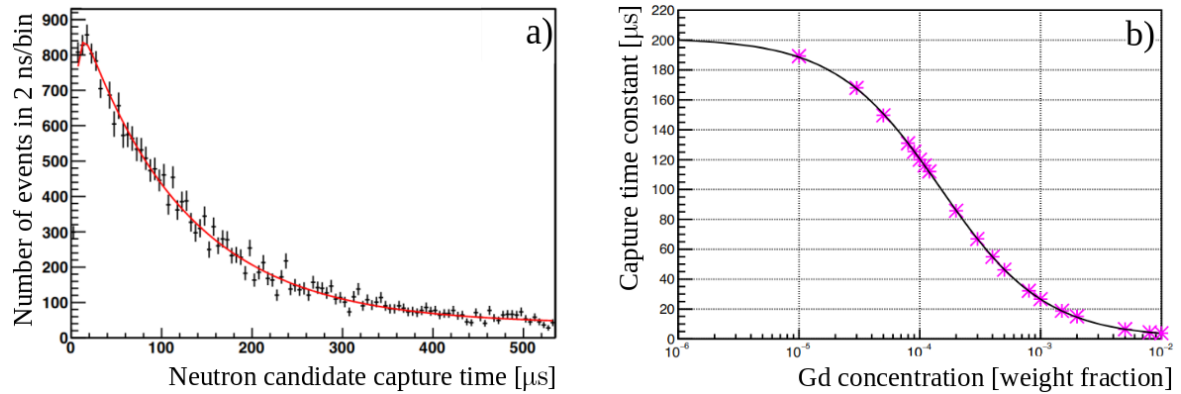 a)
Number of events in 2 ns/bin
900
800
700
600
500
400
300
200
100
0
0 100 200 300 400 500
Neutron candidate capture time [μs]
b)
Capture time constant [μs]
220
200
180
160
140
120
100
80
60
40
20
0
10⁻⁶ 10⁻⁵ 10⁻⁴ 10⁻³ 10⁻²
Gd concentration [weight fraction]